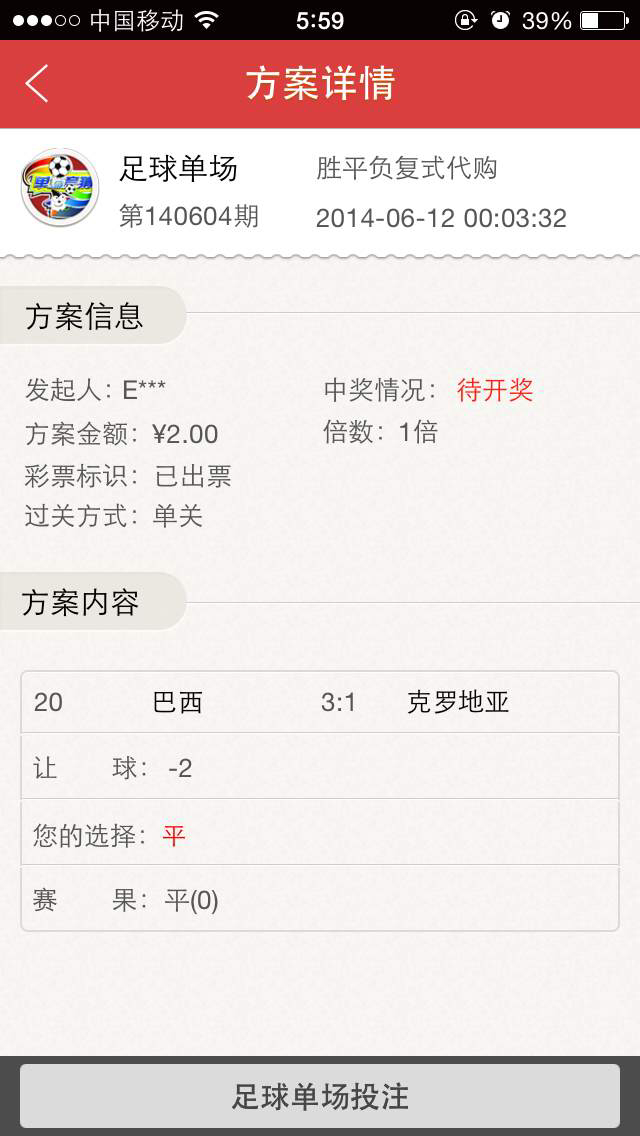 中国移动 5:59 39%
方案详情
足球单场 胜平负复式代购
第140604期 2014-06-12 00:03:32
方案信息
发起人：E*** 中奖情况： 待开奖
方案金额：¥2.00 倍数：1倍
彩票标识：已出票
过关方式：单关
方案内容
20 巴西 3:1 克罗地亚
让 球： -2
您的选择： 平
赛 果： 平(0)
足球单场投注